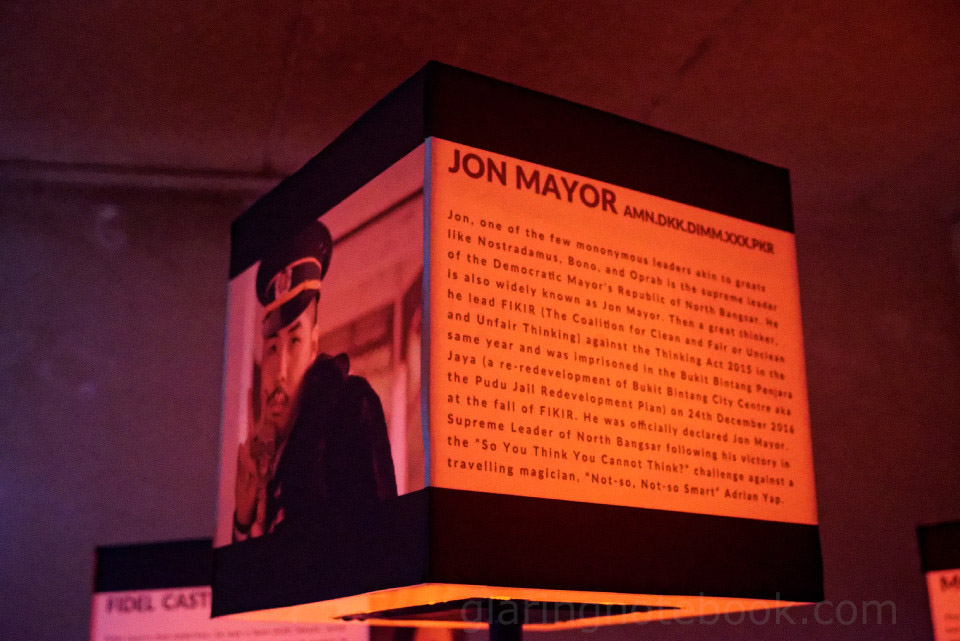 JON MAYOR AMN.DKK.DIMM.XXX.PKR
Jon, one of the few mononymous leaders akin to greats
like Nostradamus, Bono, and Oprah is the supreme leader
of the Democratic Mayor's Republic of North Bangsar. He
is also widely known as Jon Mayor. Then a great thinker,
he lead FIKIR (The Coalition for Clean and Fair or Unclean
and Unfair Thinking) against the Thinking Act 2015 in the
same year and was imprisoned in the Bukit Bintang Penjara
Jaya (a re-redevelopment of Bukit Bintang City Centre aka
the Pudu Jail Redevelopment Plan) on 24th December 2016
at the fall of FIKIR. He was officially declared Jon Mayor,
Supreme Leader of North Bangsar following his victory in
the "So You Think You Cannot Think?" challenge against a
travelling magician, "Not-so, Not-so Smart" Adrian Yap.
FIDEL CAST
glaringnotebook.com